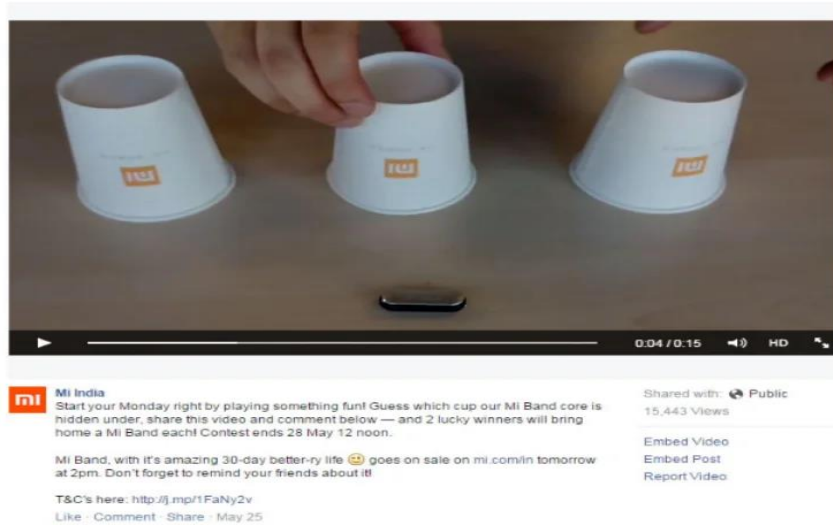 0:04 / 0:15
HD
mi
Mi India
Start your Monday right by playing something fun! Guess which cup our Mi Band core is
hidden under, share this video and comment below — and 2 lucky winners will bring
home a Mi Band each! Contest ends 28 May 12 noon.
Mi Band, with it's amazing 30-day better-ry life 🙂 goes on sale on mi.com/in tomorrow
at 2pm. Don't forget to remind your friends about it!
T&C's here: http://j.mp/1FaNy2v
Like · Comment · Share · May 25
Shared with: Public
15,443 Views
Embed Video
Embed Post
Report Video